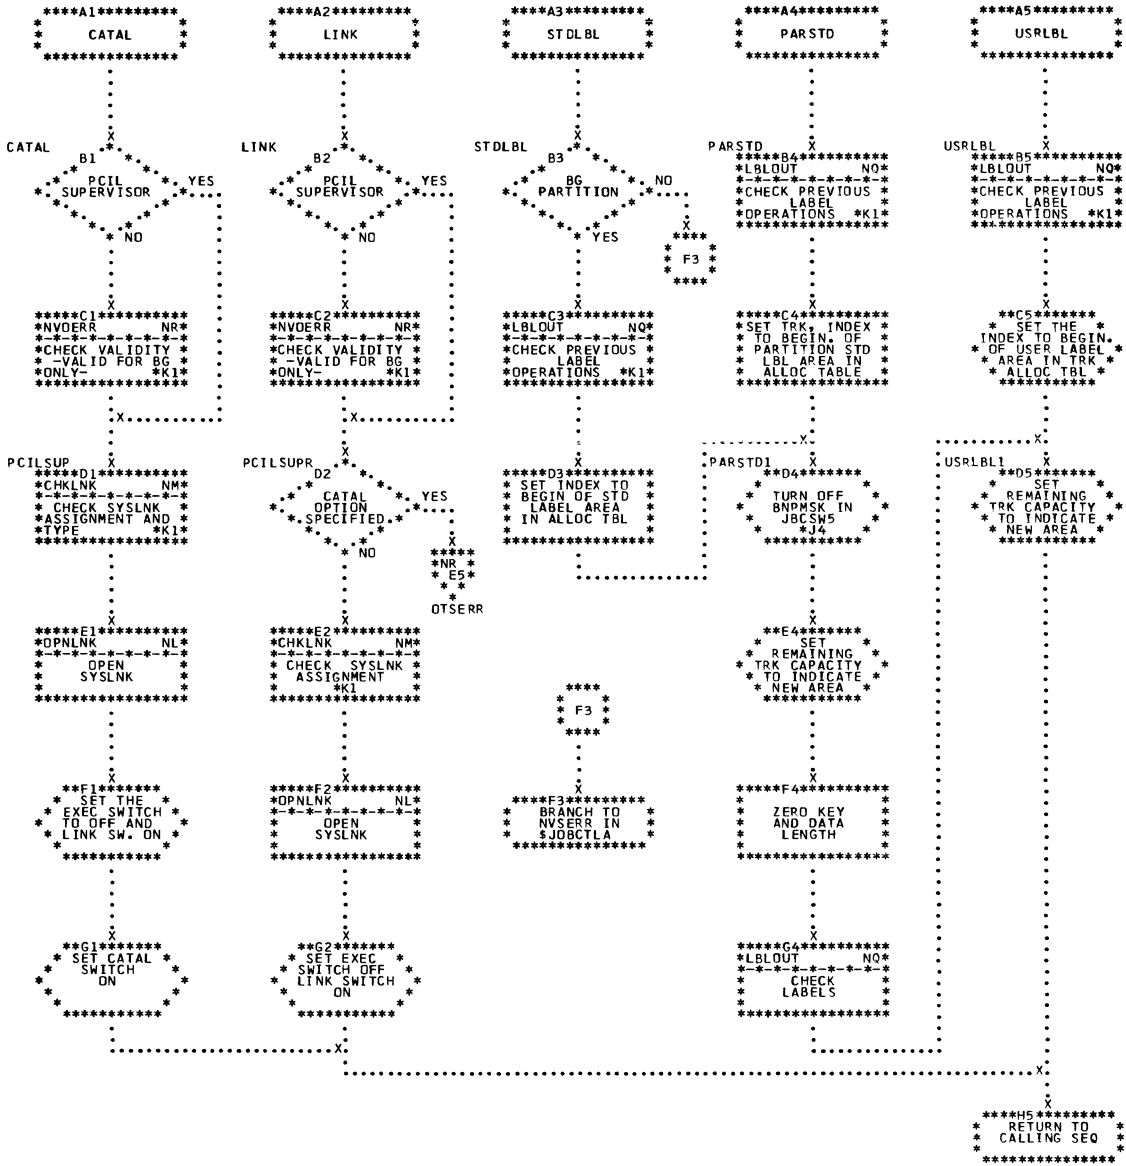 ****A1*********
CATAL
****A2*********
LINK
****A3*********
STDLBL
****A4*********
PARSTD
****A5*********
USRLBL
CATAL
B1
PCIL
SUPERVISOR
YES
NO
LINK
B2
PCIL
SUPERVISOR
YES
NO
STDLBL
B3
BG
PARTITION
NO
YES
F3
PARSTD
*****B4**********
*LBLOUT NQ*
*-*-*-*-*-*-*-*-*
*CHECK PREVIOUS *
LABEL
*OPERATIONS *K1*
USRLBL
*****B5**********
*LBLOUT NQ*
*-*-*-*-*-*-*-*-*
*CHECK PREVIOUS *
LABEL
*OPERATIONS *K1*
*****C1**********
*NVOERR NR*
*-*-*-*-*-*-*-*-*
*CHECK VALIDITY *
* -VALID FOR BG *
*ONLY- *K1*
*****C2**********
*NVOERR NR*
*-*-*-*-*-*-*-*-*
*CHECK VALIDITY *
* -VALID FOR BG *
*ONLY- *K1*
*****C3**********
*LBLOUT NQ*
*-*-*-*-*-*-*-*-*
*CHECK PREVIOUS *
LABEL
*OPERATIONS *K1*
*****C4**********
*SET TRK, INDEX *
* TO BEGIN. OF *
* PARTITION STD *
* LBL AREA IN *
* ALLOC TABLE *
**C5*******
SET THE
INDEX TO BEGIN.
OF USER LABEL
AREA IN TRK
ALLOC TBL
PCILSUP
*****D1**********
*CHKLNK NM*
*-*-*-*-*-*-*-*-*
* CHECK SYSLNK *
*ASSIGNMENT AND *
*TYPE *K1*
PCILSUPR
D2
CATAL
OPTION
SPECIFIED
YES
NO
*NR *
* E5*
OTSERR
*****D3**********
* SET INDEX TO *
* BEGIN OF STD *
* LABEL AREA *
* IN ALLOC TBL *
PARSTD1
**D4*******
TURN OFF
BNPMSK IN
JBCSW5
*J4
USRLBL1
**D5*******
SET
REMAINING
TRK CAPACITY
TO INDICATE
NEW AREA
*****E1**********
*OPNLNK NL*
*-*-*-*-*-*-*-*-*
OPEN
SYSLNK
*****E2**********
*CHKLNK NM*
*-*-*-*-*-*-*-*-*
* CHECK SYSLNK *
* ASSIGNMENT *
*K1
**E4*******
SET
REMAINING
TRK CAPACITY
TO INDICATE
NEW AREA
F3
**F1*******
SET THE
EXEC SWITCH
TO OFF AND
LINK SW. ON
*****F2**********
*OPNLNK NL*
*-*-*-*-*-*-*-*-*
OPEN
SYSLNK
****F3*********
BRANCH TO
NVSERR IN
$JOBCTLA
*****F4**********
ZERO KEY
AND DATA
LENGTH
**G1*******
SET CATAL
SWITCH
ON
**G2*******
SET EXEC
SWITCH OFF
LINK SWITCH
ON
*****G4**********
*LBLOUT NQ*
*-*-*-*-*-*-*-*-*
CHECK
LABELS
****H5*********
RETURN TO
CALLING SEQ